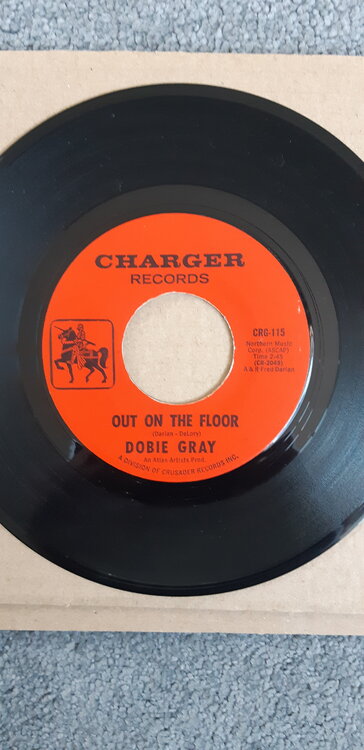 CHARGER
RECORDS
CRG-115
Northern Music
Corp. (ASCAP)
Time 2:45
(CR-2049)
A & R Fred Darian
OUT ON THE FLOOR
(Darian - DeLory)
DOBIE GRAY
An Atlas Artists Prod.
A DIVISION OF CRUSADER RECORDS INC.